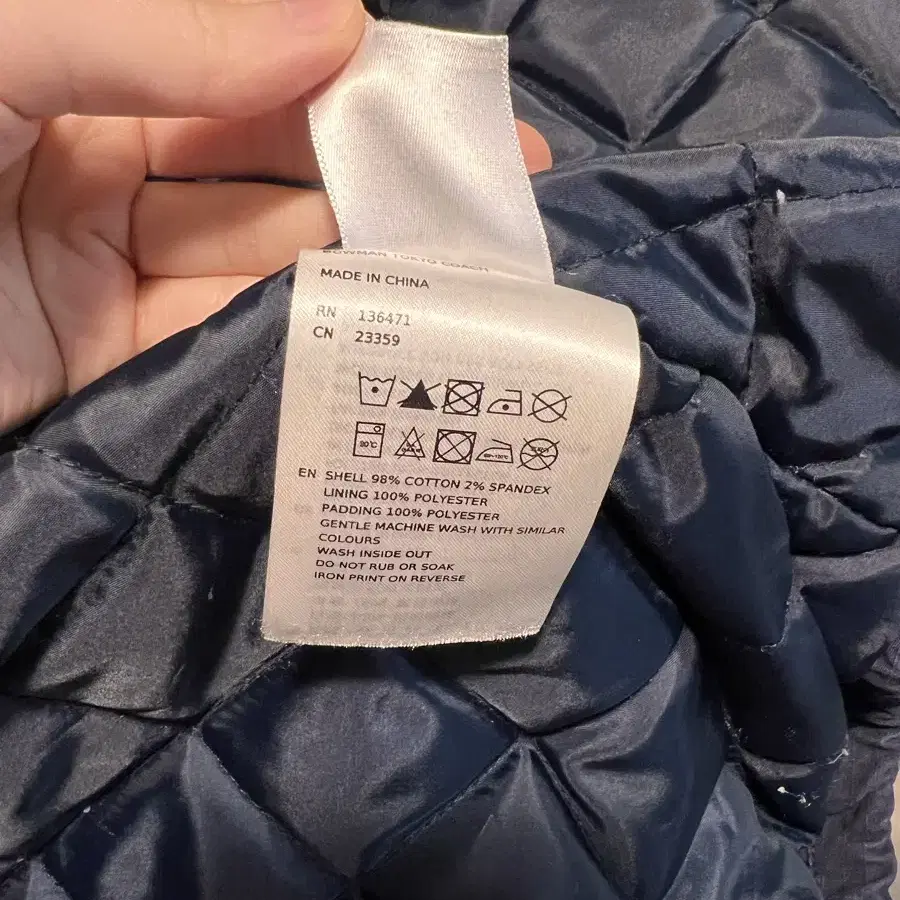 BOWMAN TOKYO COACH
MADE IN CHINA
RN 136471
CN 23359
30°C
EN SHELL 98% COTTON 2% SPANDEX
LINING 100% POLYESTER
PADDING 100% POLYESTER
GENTLE MACHINE WASH WITH SIMILAR
COLOURS
WASH INSIDE OUT
DO NOT RUB OR SOAK
IRON PRINT ON REVERSE